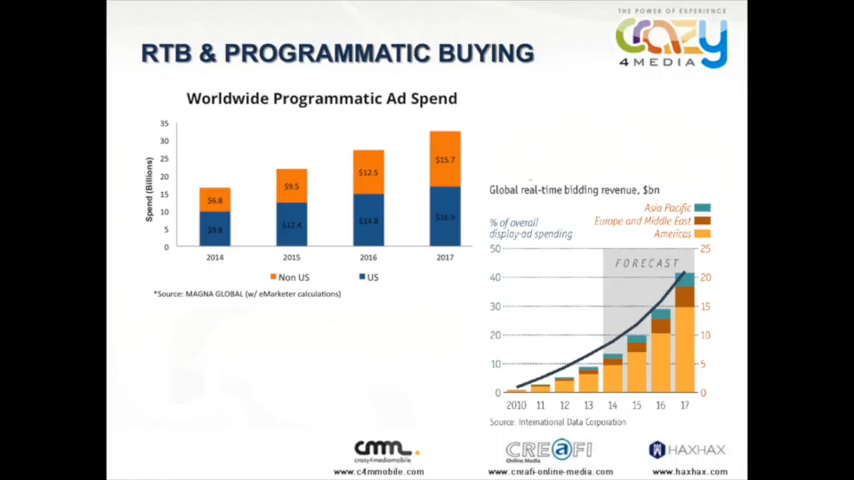 THE POWER OF EXPERIENCE
crazy
4MEDIA
RTB & PROGRAMMATIC BUYING
Worldwide Programmatic Ad Spend
Spend (Billions)
35
30
25
20
15
10
5
0
$6.8
$9.5
$12.5
$15.7
$9.8
$12.4
$14.8
$16.9
2014
2015
2016
2017
Non US
US
*Source: MAGNA GLOBAL (w/ eMarketer calculations)
Global real-time bidding revenue, $bn
Asia Pacific
Europe and Middle East
Americas
% of overall
display-ad spending
FORECAST
50
40
30
20
10
0
25
20
15
10
5
0
2010
11
12
13
14
15
16
17
Source: International Data Corporation
cmm.
crazy4mediamobile
www.c4mmobile.com
CREAFI
Online Media
www.creafi-online-media.com
HAXHAX
www.haxhax.com